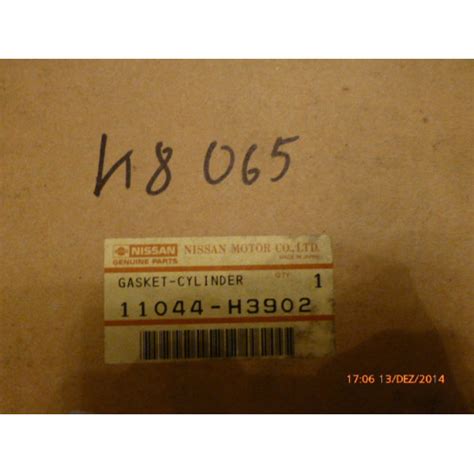 K8 065
NISSAN NISSAN MOTOR CO., LTD.
GENUINE PARTS MADE IN JAPAN
GASKET-CYLINDER QTY 1
11044-H3902
17:06 13/DEZ/2014